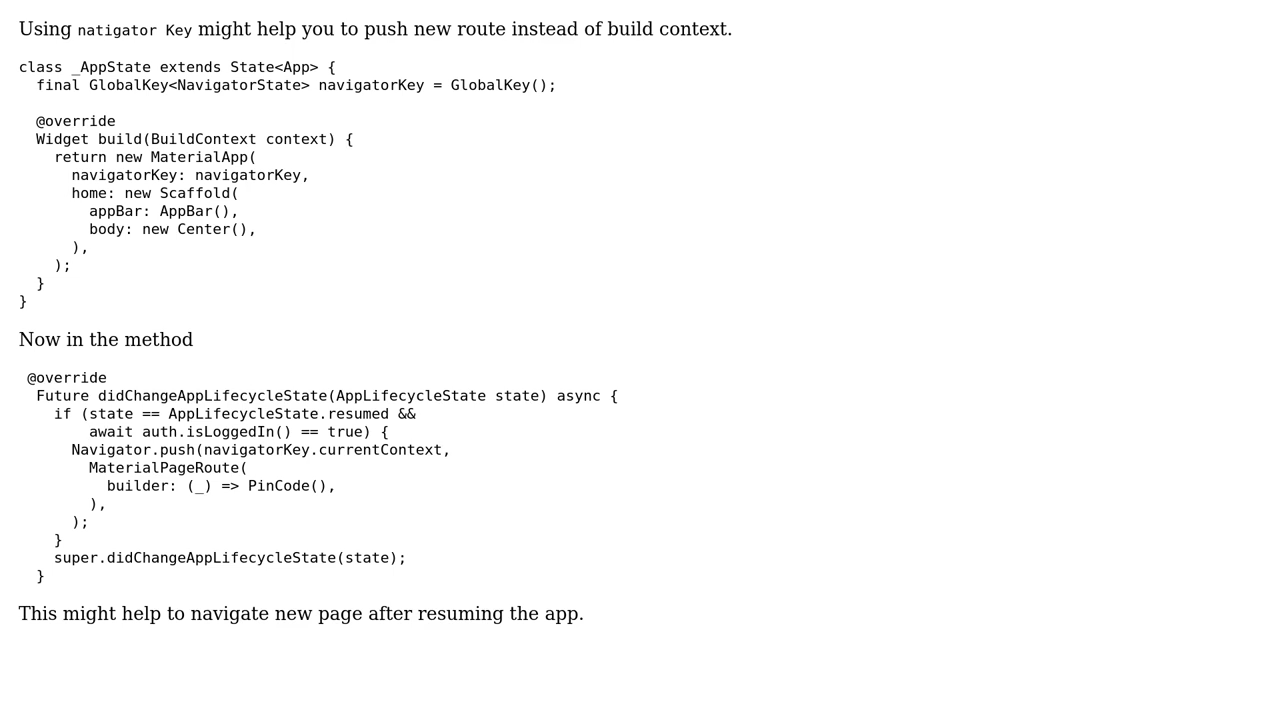 Using natigator Key might help you to push new route instead of build context.
class _AppState extends State<App> {
  final GlobalKey<NavigatorState> navigatorKey = GlobalKey();

  @override
  Widget build(BuildContext context) {
    return new MaterialApp(
      navigatorKey: navigatorKey,
      home: new Scaffold(
        appBar: AppBar(),
        body: new Center(),
      ),
    );
  }
}
Now in the method
 @override
  Future didChangeAppLifecycleState(AppLifecycleState state) async {
    if (state == AppLifecycleState.resumed &&
        await auth.isLoggedIn() == true) {
      Navigator.push(navigatorKey.currentContext,
        MaterialPageRoute(
          builder: (_) => PinCode(),
        ),
      );
    }
    super.didChangeAppLifecycleState(state);
  }
This might help to navigate new page after resuming the app.